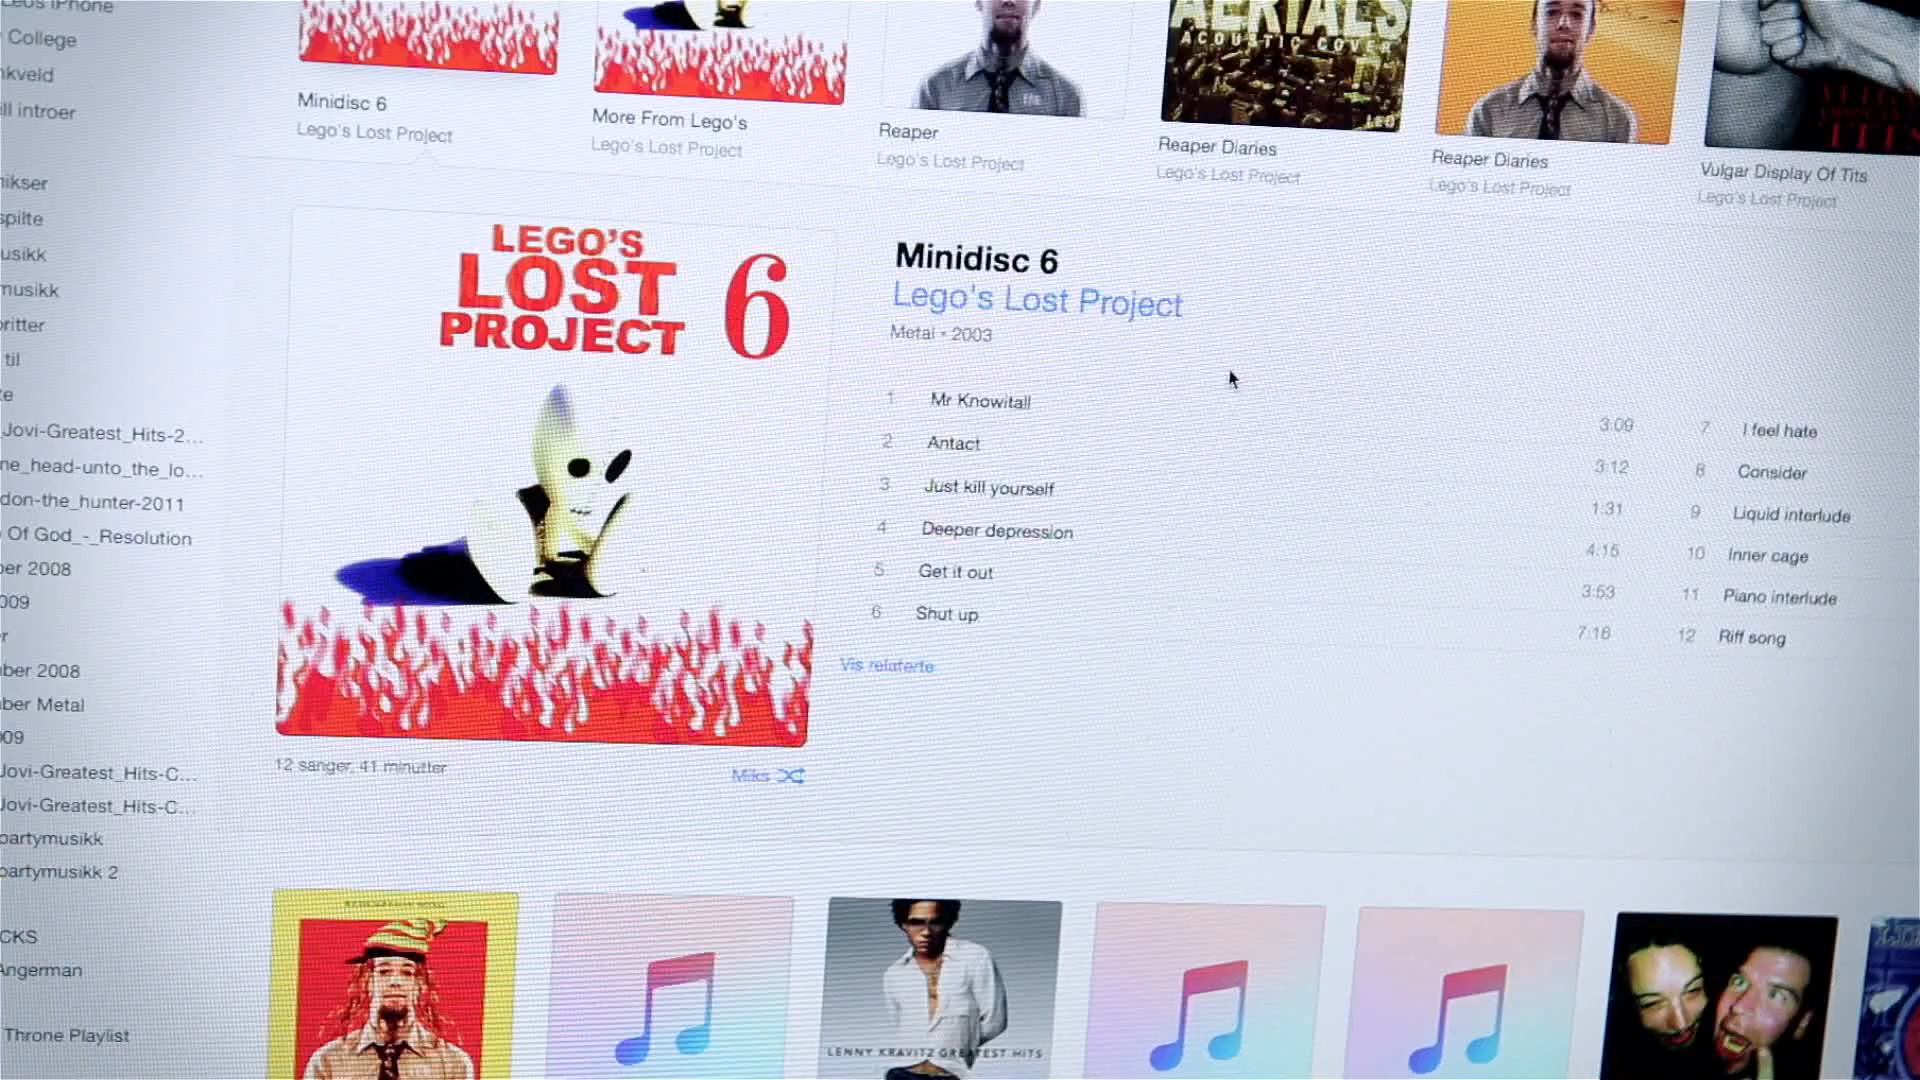 College
nkveld
ill introer
nikser
spilte
usikk
musikk
oritter
til
te
Jovi-Greatest_Hits-2...
ne_head-unto_the_lo...
don-the_hunter-2011
Of God_-_Resolution
ber 2008
009
r
ber 2008
ber Metal
009
Jovi-Greatest_Hits-C...
Jovi-Greatest_Hits-C...
partymusikk
partymusikk 2
CKS
Angerman
Throne Playlist
AERIALS
ACOUSTIC COVER
LEO
Minidisc 6
Lego's Lost Project
More From Lego's
Lego's Lost Project
Reaper
Lego's Lost Project
Reaper Diaries
Lego's Lost Project
Reaper Diaries
Lego's Lost Project
Vulgar Display Of Tits
Lego's Lost Project
LEGO'S
LOST
PROJECT
6
Minidisc 6
Lego's Lost Project
Metal • 2003
1 Mr Knowitall 3:09
2 Antact 3:12
3 Just kill yourself 1:31
4 Deeper depression 4:15
5 Get it out 3:53
6 Shut up 7:16
7 I feel hate
8 Consider
9 Liquid interlude
10 Inner cage
11 Piano interlude
12 Riff song
Vis relaterte
12 sanger, 41 minutter
Miks
LENNY KRAVITZ GREATEST HITS